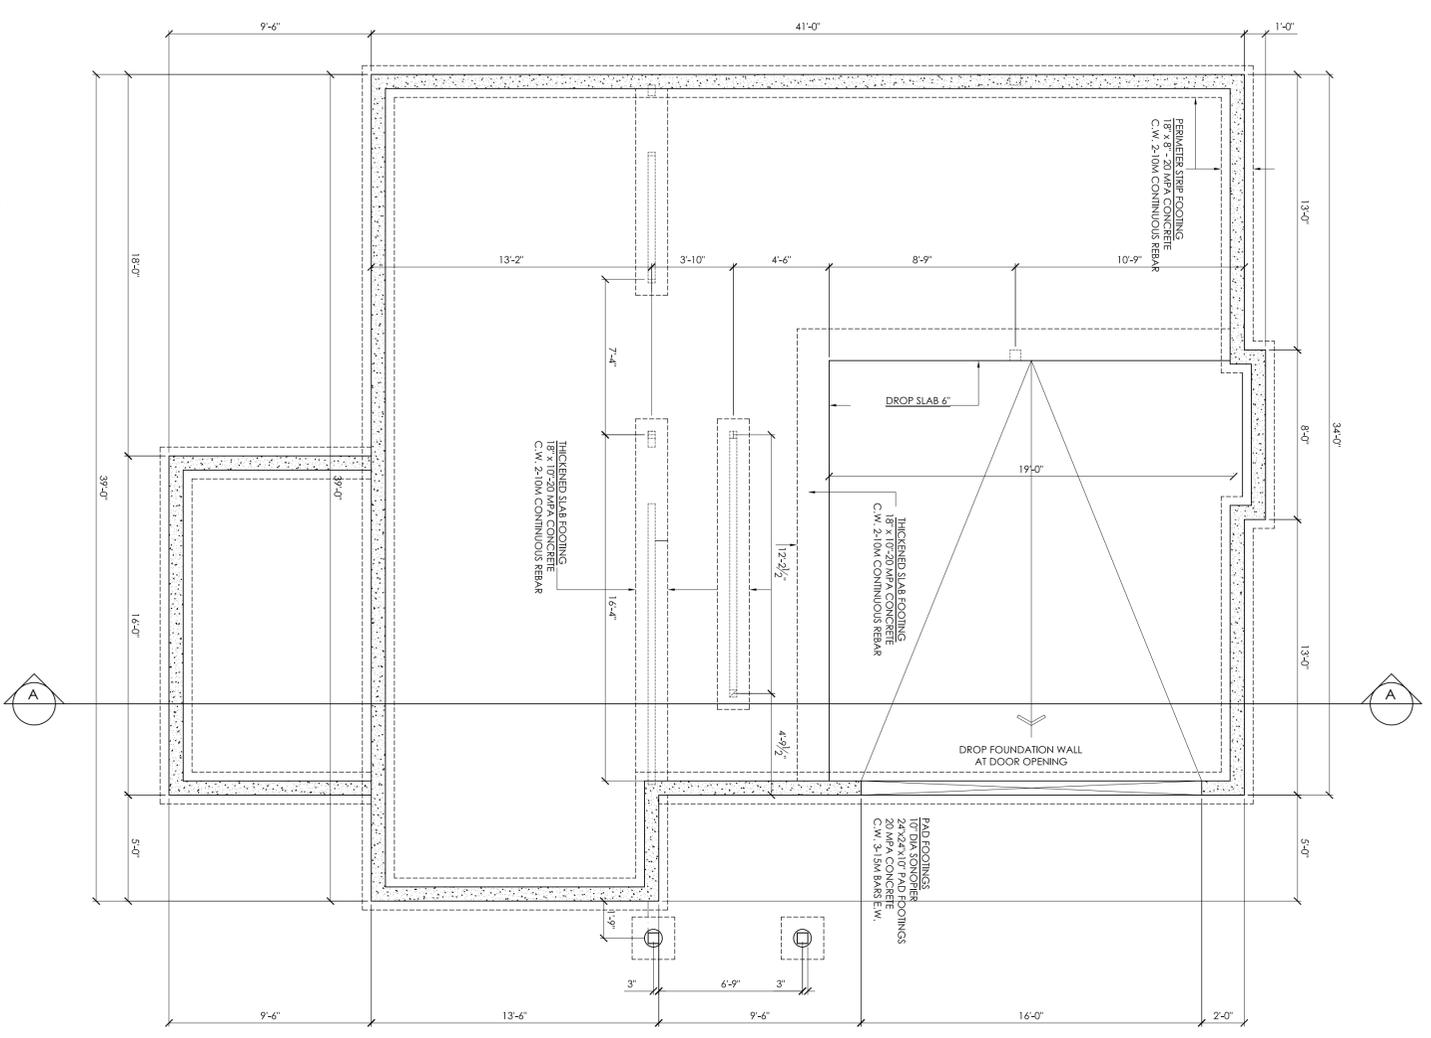 9'-6"
41'-0"
1'-0"
PERIMETER STRIP FOOTING
18" x 8" - 20 MPA CONCRETE
C.W. 2-10M CONTINUOUS REBAR
13'-0"
18'-0"
13'-2"
3'-10"
4'-6"
8'-9"
10'-9"
7'-4"
DROP SLAB 6"
8'-0"
34'-0"
39'-0"
39'-0"
19'-0"
THICKENED SLAB FOOTING
18" x 10"-20 MPA CONCRETE
C.W. 2-10M CONTINUOUS REBAR
THICKENED SLAB FOOTING
18" x 10"-20 MPA CONCRETE
C.W. 2-10M CONTINUOUS REBAR
12'-2½"
16'-4"
16'-0"
13'-0"
A
A
4'-9½"
DROP FOUNDATION WALL
AT DOOR OPENING
5'-0"
5'-0"
PAD FOOTINGS
10" DIA SONOPIER
24"x24"x10" PAD FOOTINGS
20 MPA CONCRETE
C.W. 3-15M BARS E.W.
1'-9"
3"
6'-9"
3"
9'-6"
13'-6"
9'-6"
16'-0"
2'-0"